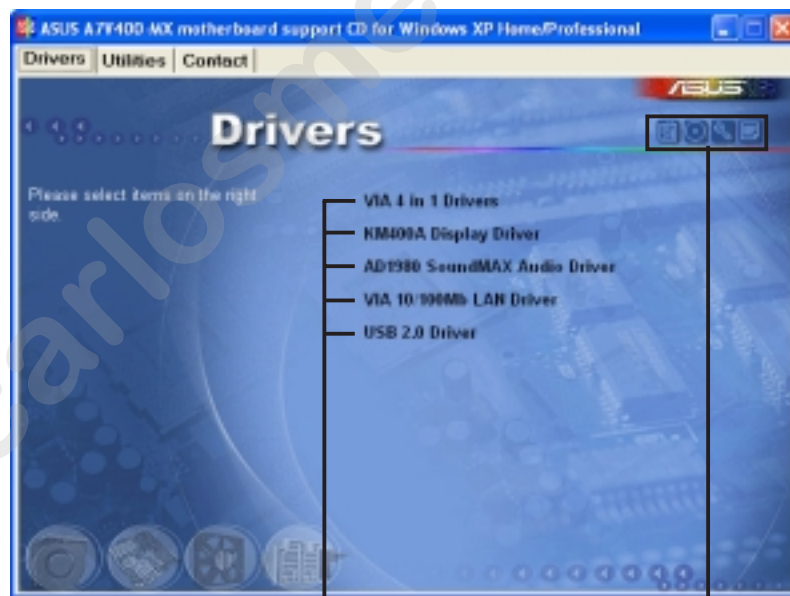 ASUS A7V400-MX motherboard support CD for Windows XP Home/Professional
Drivers Utilities Contact
ASUS
Drivers
Please select items on the right
side.
VIA 4 in 1 Drivers
KM400A Display Driver
AD1980 SoundMAX Audio Driver
VIA 10/100Mb LAN Driver
USB 2.0 Driver
carlosme